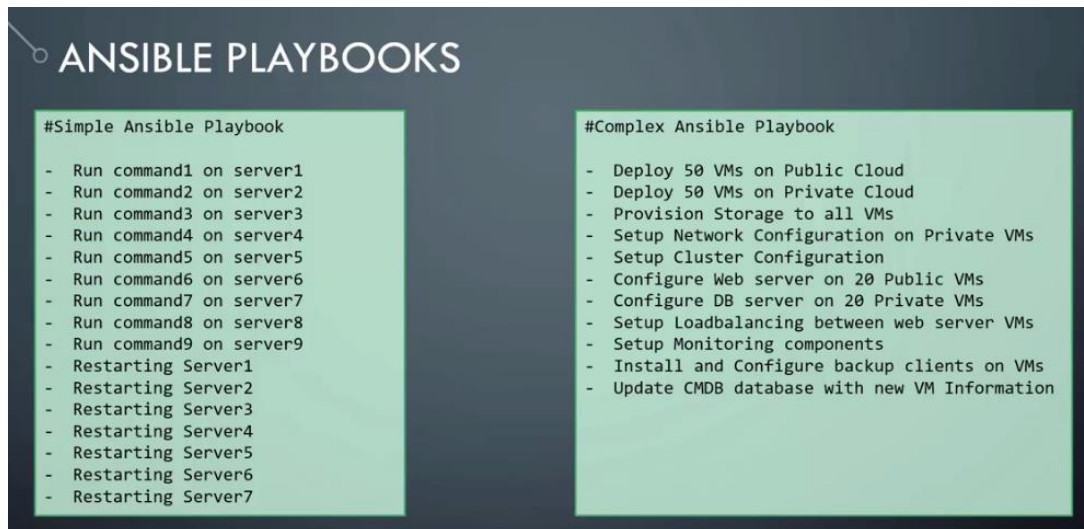 ANSIBLE PLAYBOOKS
#Simple Ansible Playbook
- Run command1 on server1
- Run command2 on server2
- Run command3 on server3
- Run command4 on server4
- Run command5 on server5
- Run command6 on server6
- Run command7 on server7
- Run command8 on server8
- Run command9 on server9
- Restarting Server1
- Restarting Server2
- Restarting Server3
- Restarting Server4
- Restarting Server5
- Restarting Server6
- Restarting Server7
#Complex Ansible Playbook
- Deploy 50 VMs on Public Cloud
- Deploy 50 VMs on Private Cloud
- Provision Storage to all VMs
- Setup Network Configuration on Private VMs
- Setup Cluster Configuration
- Configure Web server on 20 Public VMs
- Configure DB server on 20 Private VMs
- Setup Loadbalancing between web server VMs
- Setup Monitoring components
- Install and Configure backup clients on VMs
- Update CMDB database with new VM Information